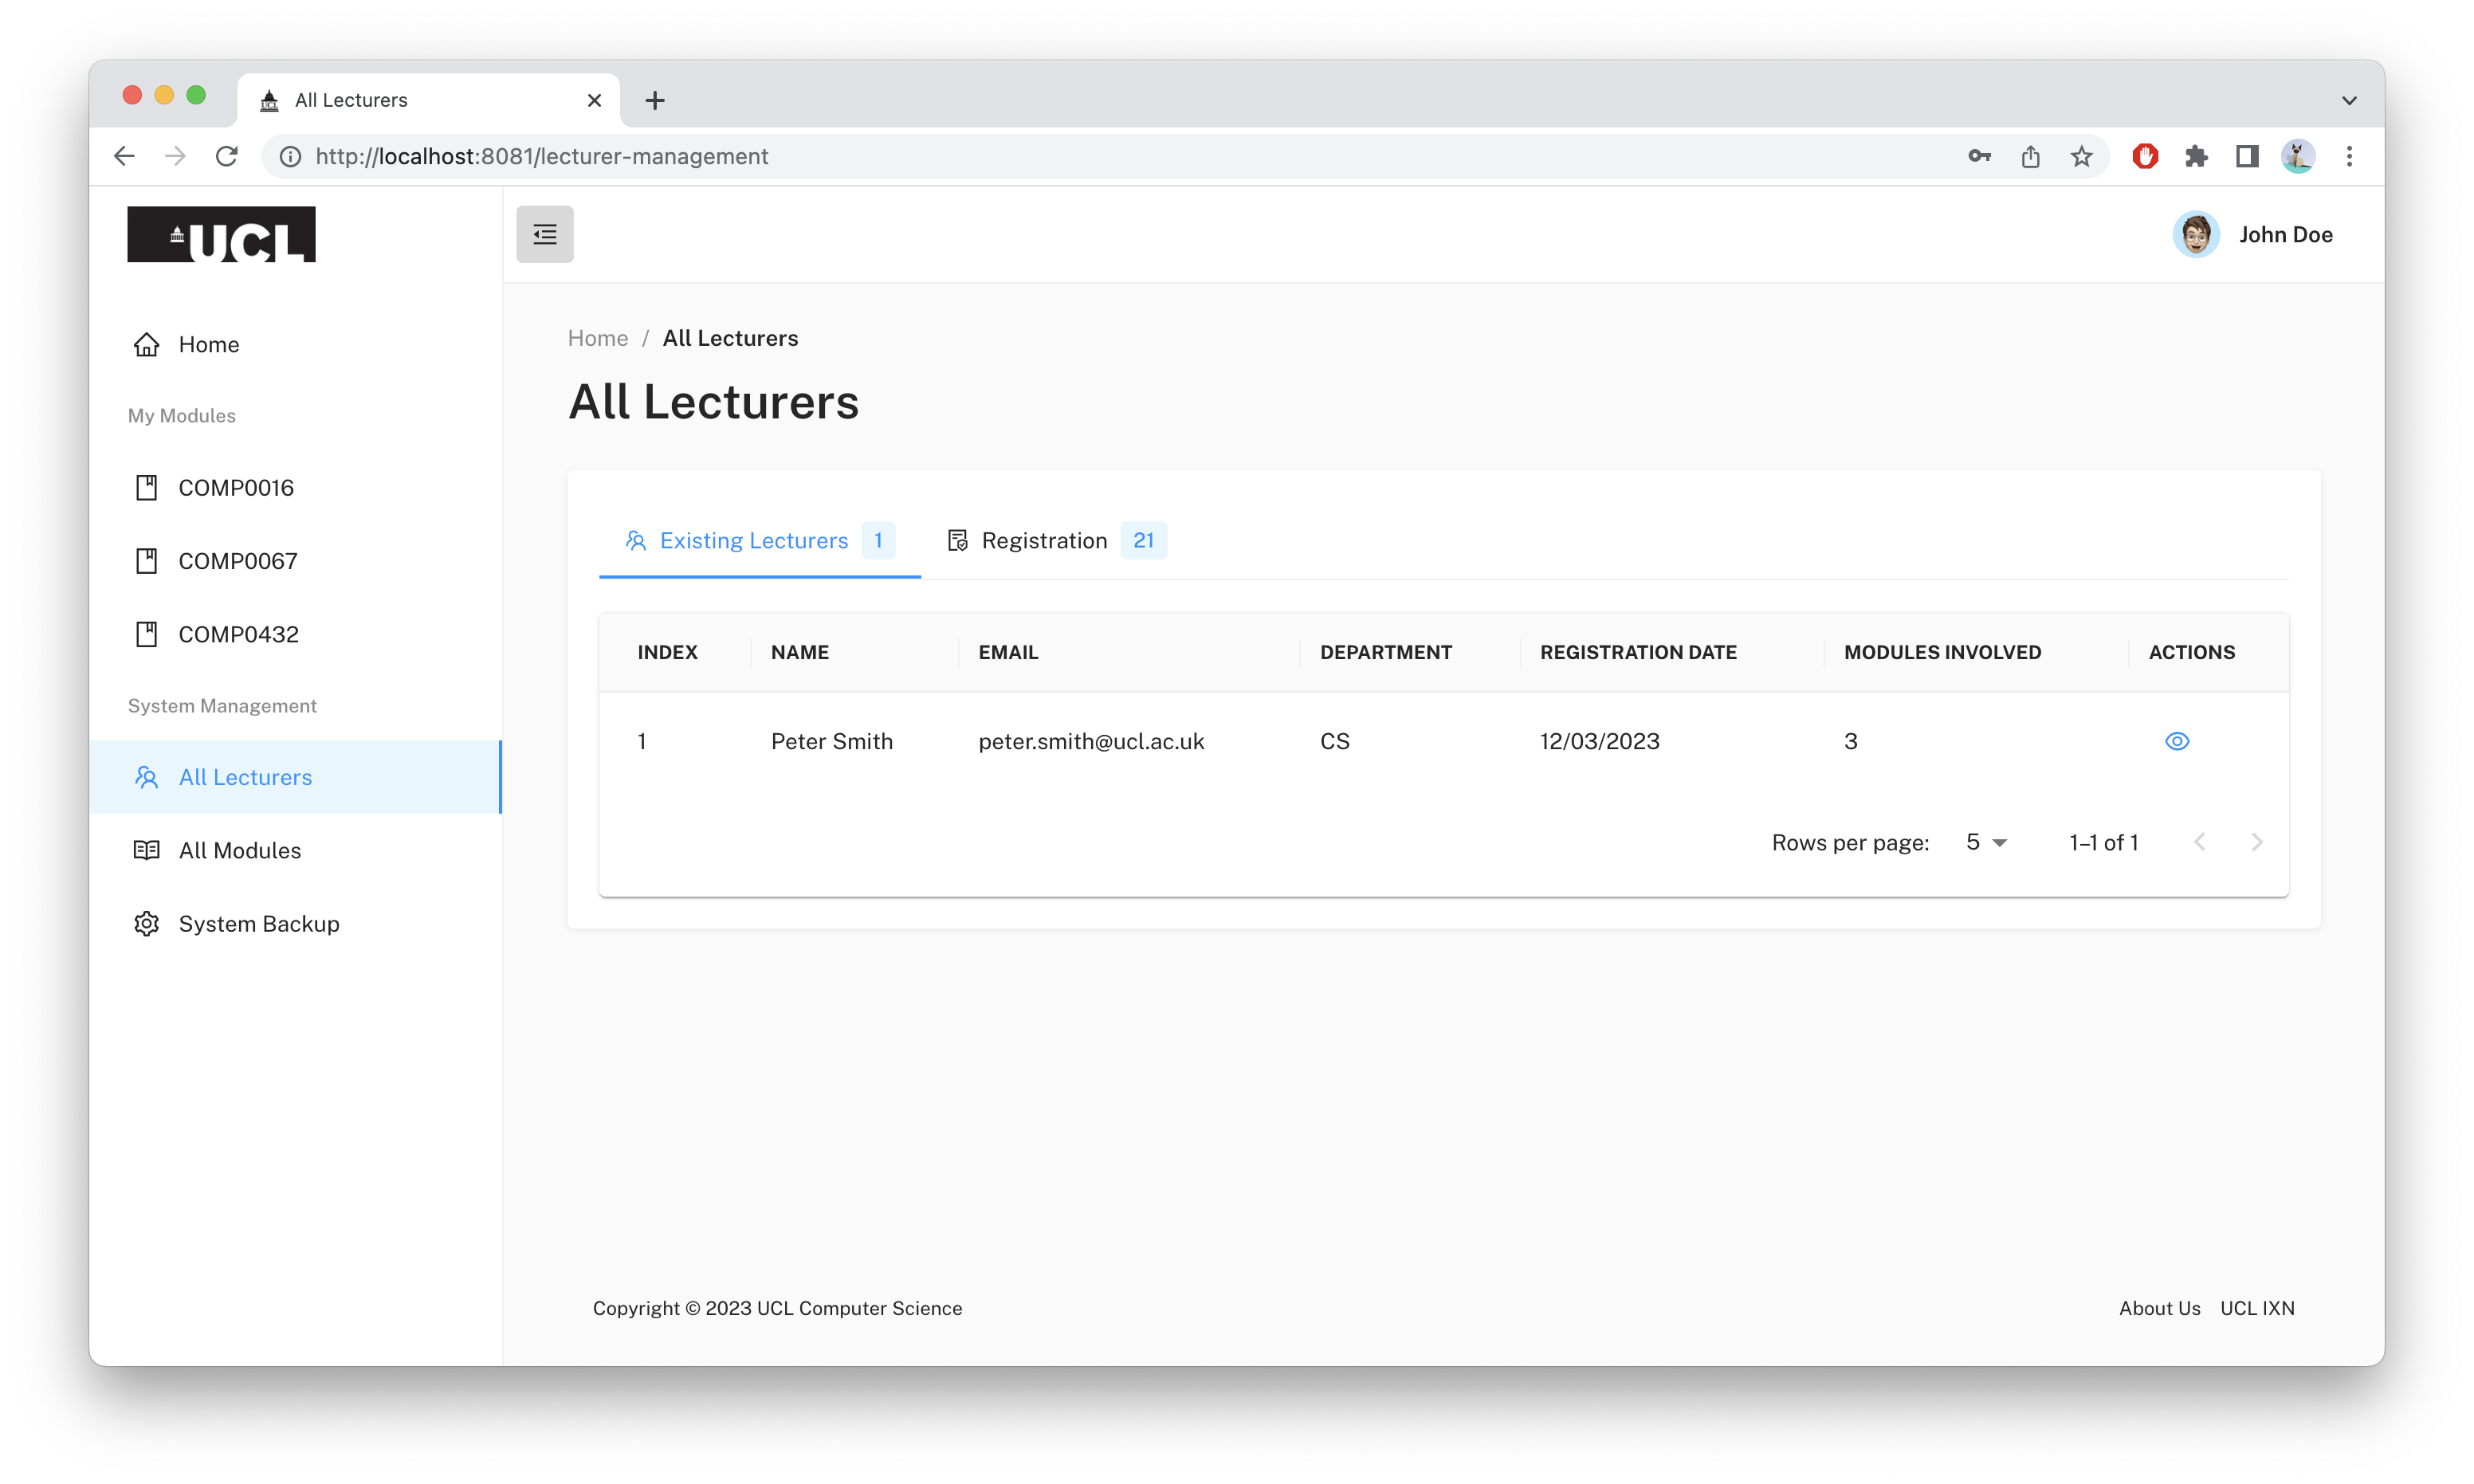 All Lecturers
http://localhost:8081/lecturer-management
UCL
John Doe
Home
My Modules
COMP0016
COMP0067
COMP0432
System Management
All Lecturers
All Modules
System Backup
Home / All Lecturers
All Lecturers
Existing Lecturers 1 Registration 21
INDEX NAME EMAIL DEPARTMENT REGISTRATION DATE MODULES INVOLVED ACTIONS
1 Peter Smith peter.smith@ucl.ac.uk CS 12/03/2023 3
Rows per page: 5 1–1 of 1
Copyright © 2023 UCL Computer Science About Us UCL IXN